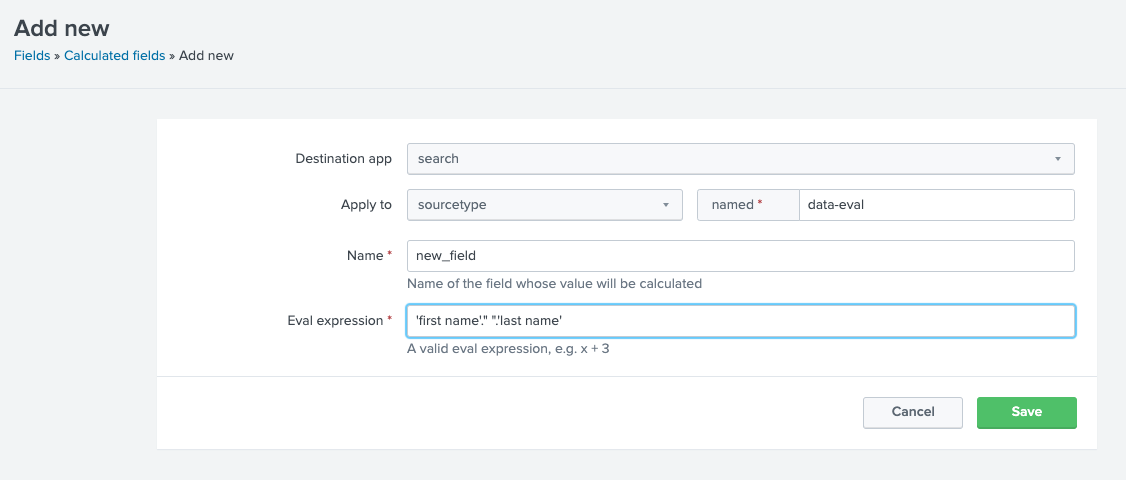 Add new
Fields » Calculated fields » Add new
Destination app search
Apply to sourcetype named * data-eval
Name * new_field
Name of the field whose value will be calculated
Eval expression * 'first name'." ".'last name'
A valid eval expression, e.g. x + 3
Cancel Save